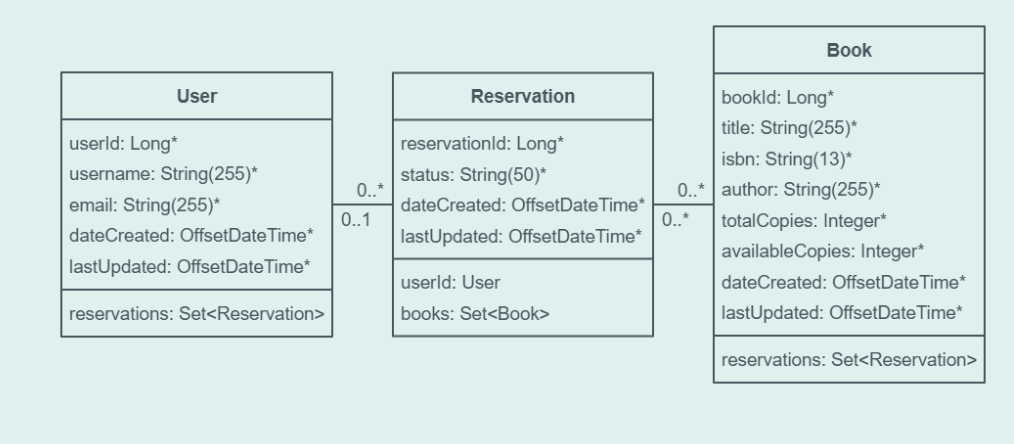 User
userId: Long*
username: String(255)*
email: String(255)*
dateCreated: OffsetDateTime*
lastUpdated: OffsetDateTime*
reservations: Set<Reservation>
0..*
0..1
Reservation
reservationId: Long*
status: String(50)*
dateCreated: OffsetDateTime*
lastUpdated: OffsetDateTime*
userId: User
books: Set<Book>
0..*
0..*
Book
bookId: Long*
title: String(255)*
isbn: String(13)*
author: String(255)*
totalCopies: Integer*
availableCopies: Integer*
dateCreated: OffsetDateTime*
lastUpdated: OffsetDateTime*
reservations: Set<Reservation>